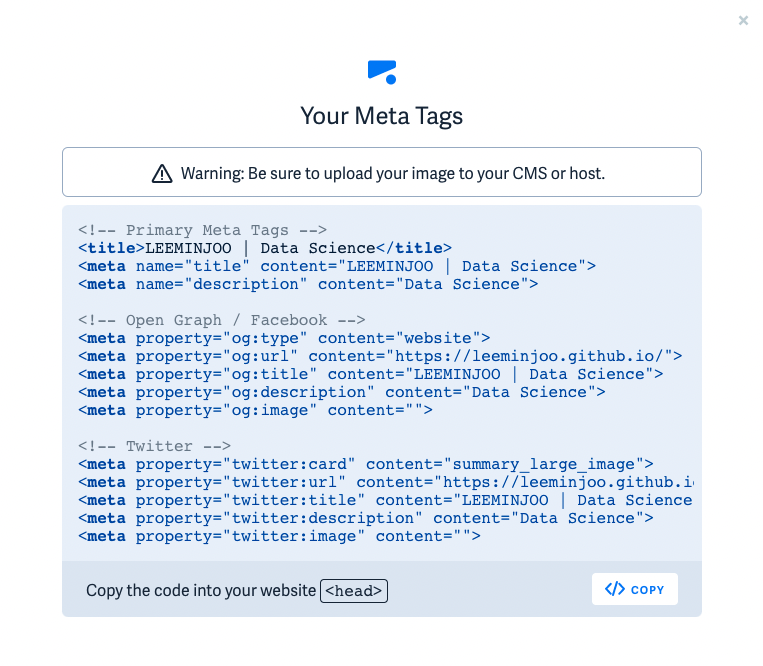 Your Meta Tags
Warning: Be sure to upload your image to your CMS or host.
<!-- Primary Meta Tags -->
<title>LEEMINJOO | Data Science</title>
<meta name="title" content="LEEMINJOO | Data Science">
<meta name="description" content="Data Science">
<!-- Open Graph / Facebook -->
<meta property="og:type" content="website">
<meta property="og:url" content="https://leeminjoo.github.io/">
<meta property="og:title" content="LEEMINJOO | Data Science">
<meta property="og:description" content="Data Science">
<meta property="og:image" content="">
<!-- Twitter -->
<meta property="twitter:card" content="summary_large_image">
<meta property="twitter:url" content="https://leeminjoo.github.i
<meta property="twitter:title" content="LEEMINJOO | Data Science
<meta property="twitter:description" content="Data Science">
<meta property="twitter:image" content="">
Copy the code into your website <head>
</> COPY